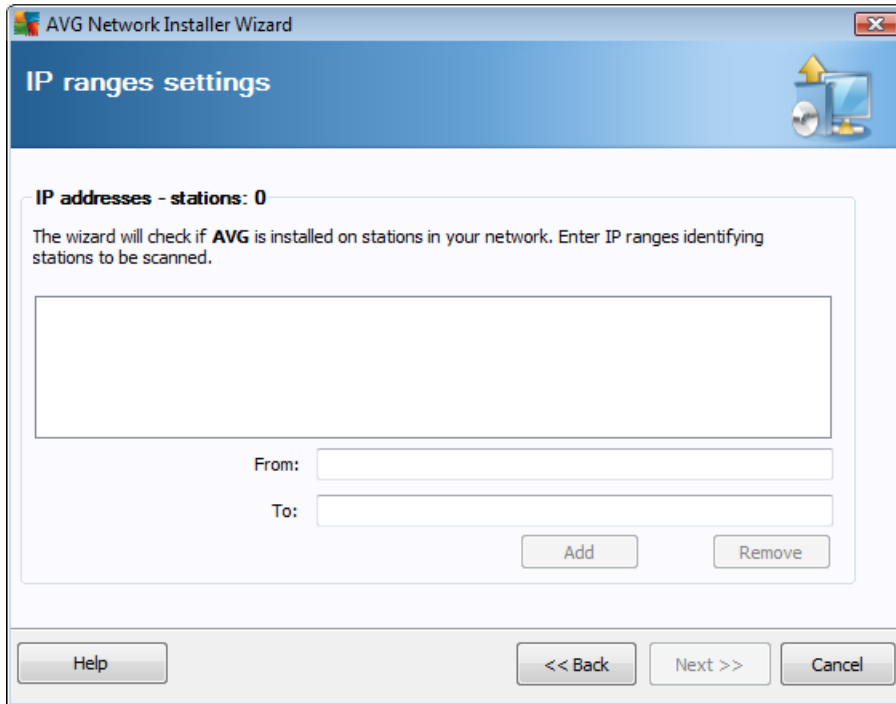 AVG Network Installer Wizard
IP ranges settings
IP addresses - stations: 0
The wizard will check if AVG is installed on stations in your network. Enter IP ranges identifying
stations to be scanned.
From:
To:
Add
Remove
Help
<< Back
Next >>
Cancel